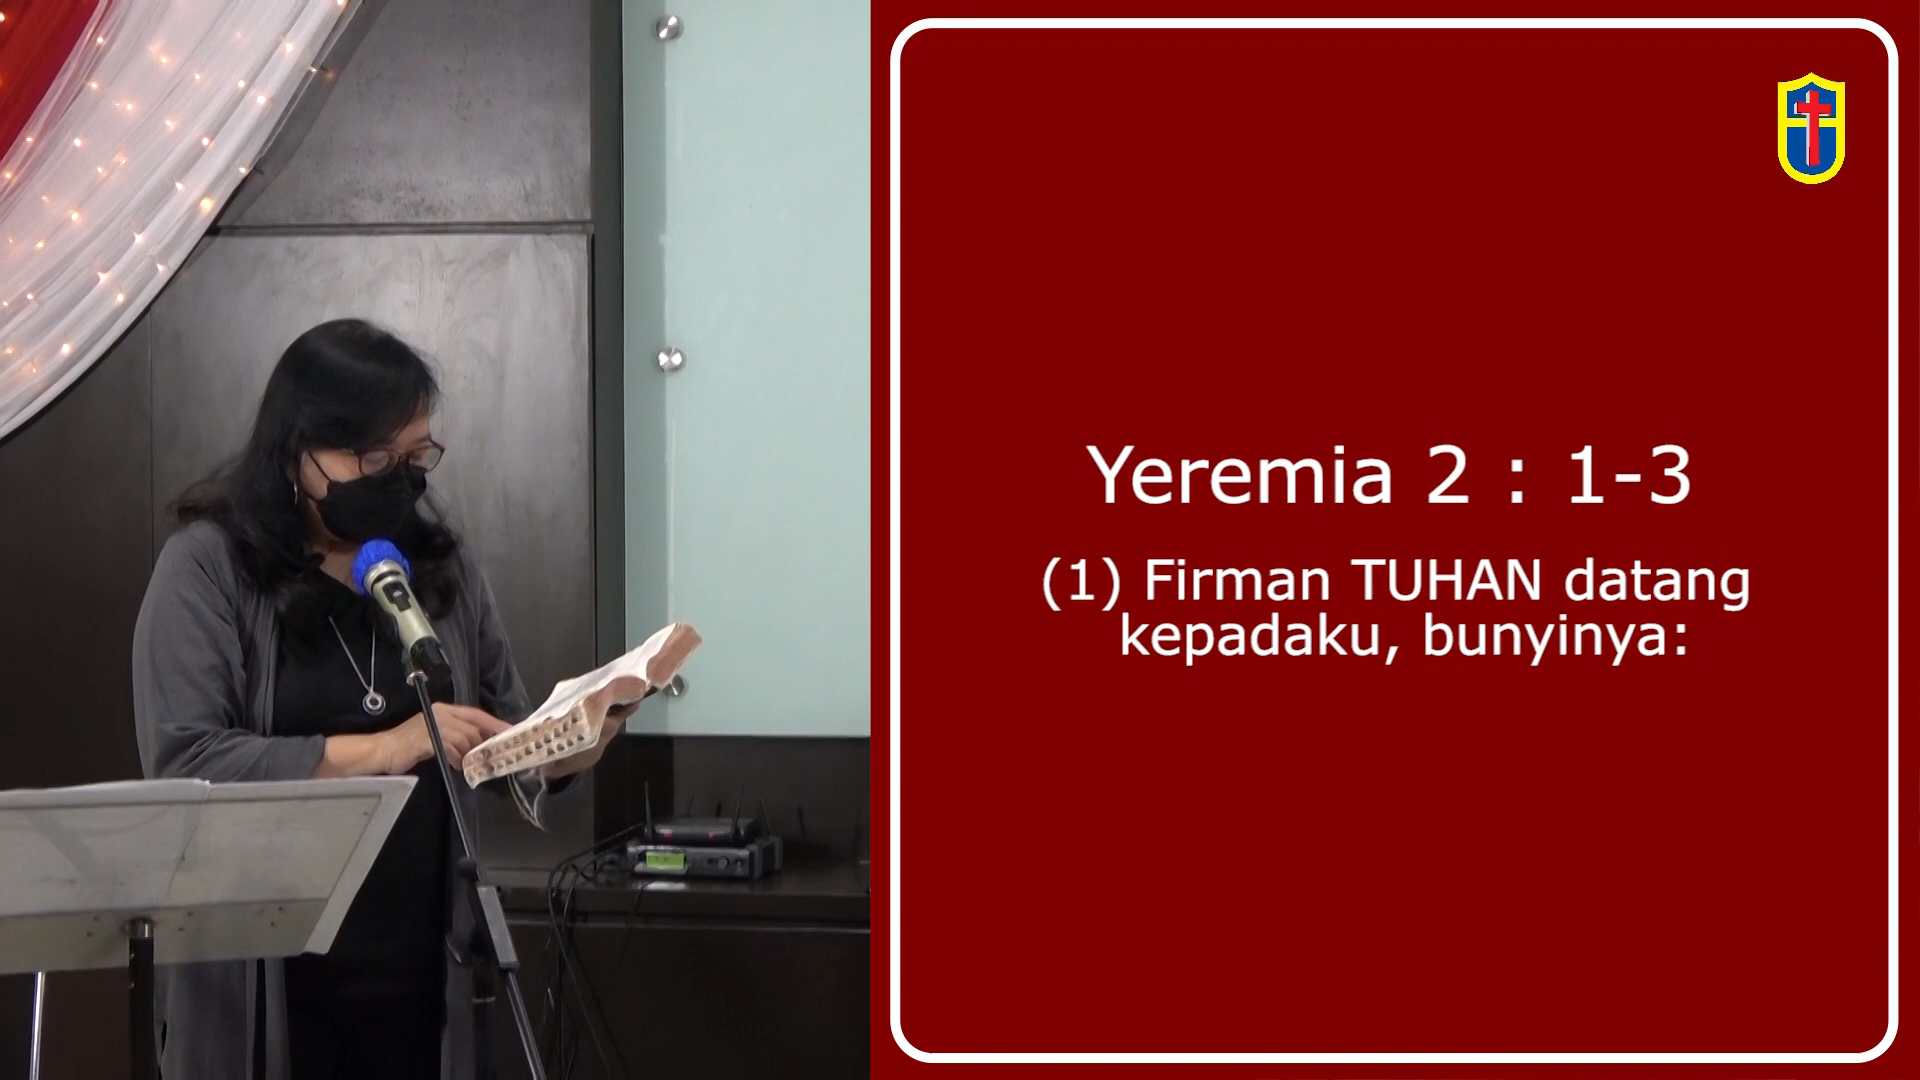 Yeremia 2 : 1-3
(1) Firman TUHAN datang
kepadaku, bunyinya: